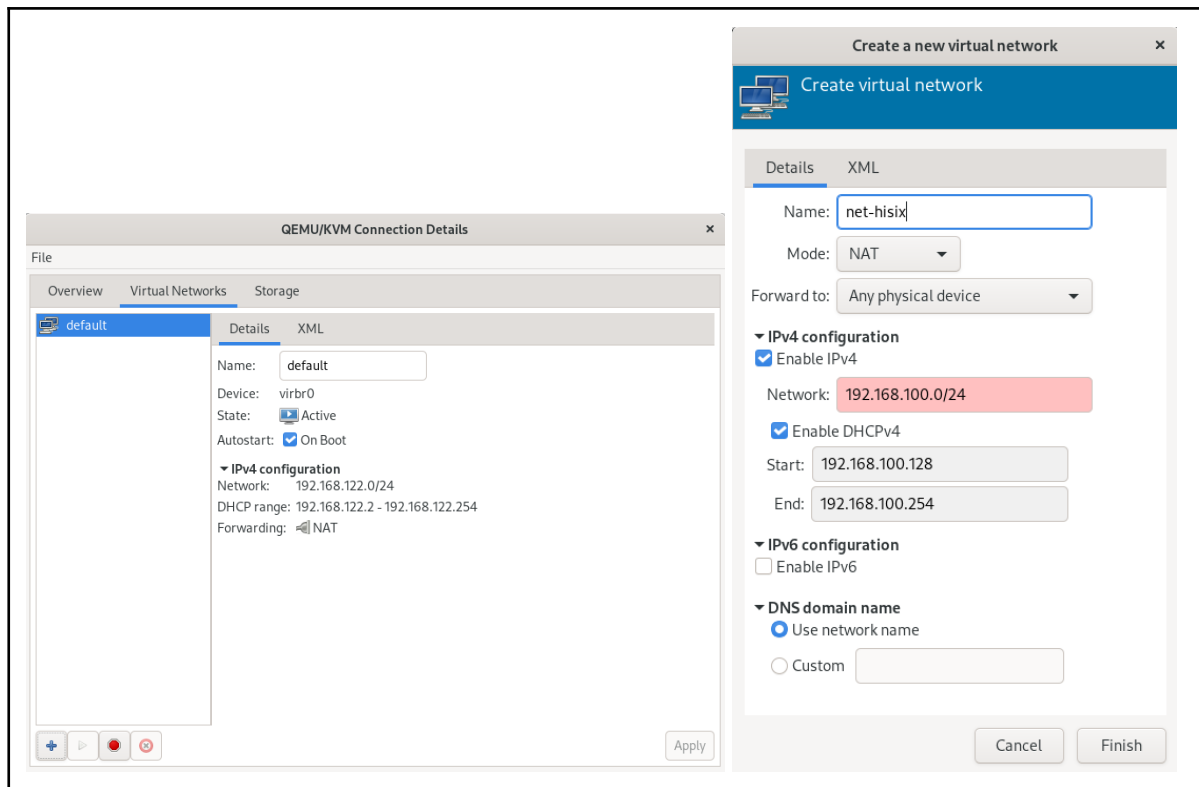 QEMU/KVM Connection Details
File
Overview Virtual Networks Storage
default
Details XML
Name: default
Device: virbr0
State: Active
Autostart: On Boot
IPv4 configuration
Network: 192.168.122.0/24
DHCP range: 192.168.122.2 - 192.168.122.254
Forwarding: NAT
Apply
Create a new virtual network
Create virtual network
Details XML
Name: net-hisix
Mode: NAT
Forward to: Any physical device
IPv4 configuration
Enable IPv4
Network: 192.168.100.0/24
Enable DHCPv4
Start: 192.168.100.128
End: 192.168.100.254
IPv6 configuration
Enable IPv6
DNS domain name
Use network name
Custom
Cancel Finish